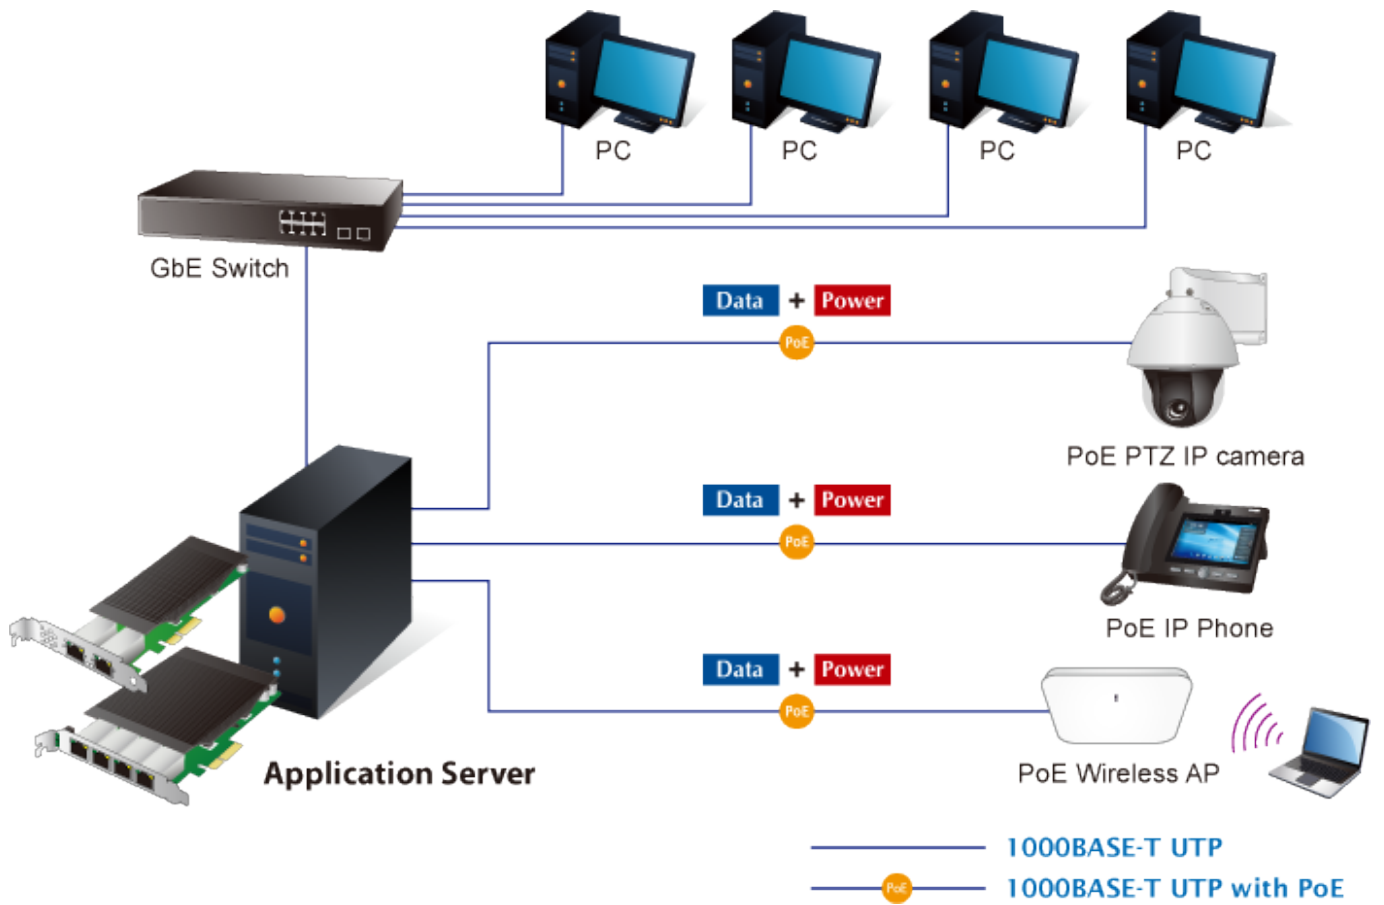 PC
PC
PC
PC
GbE Switch
Data + Power
PoE
PoE PTZ IP camera
Data + Power
PoE
PoE IP Phone
Data + Power
PoE
PoE Wireless AP
Application Server
1000BASE-T UTP
PoE
1000BASE-T UTP with PoE